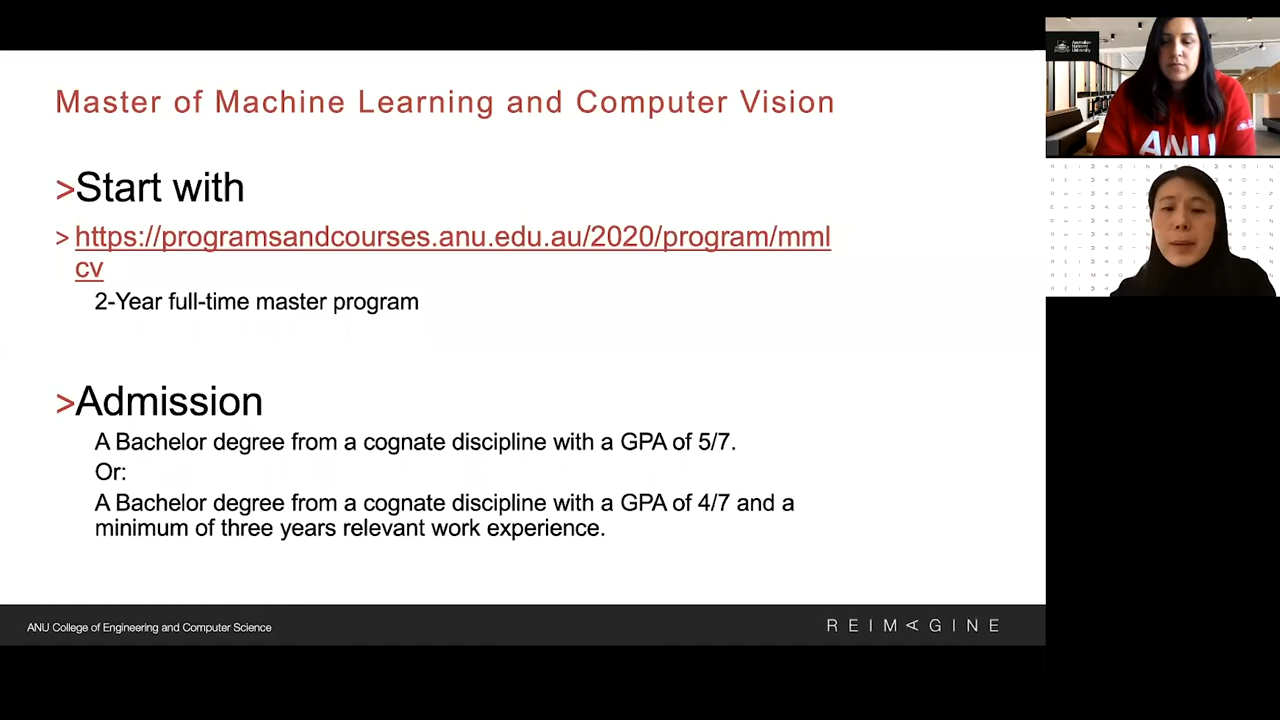 Master of Machine Learning and Computer Vision
>Start with
> https://programsandcourses.anu.edu.au/2020/program/mml
cv
2-Year full-time master program
>Admission
A Bachelor degree from a cognate discipline with a GPA of 5/7.
Or:
A Bachelor degree from a cognate discipline with a GPA of 4/7 and a
minimum of three years relevant work experience.
ANU College of Engineering and Computer Science
REIMAGINE
Australian
National
University
ANU